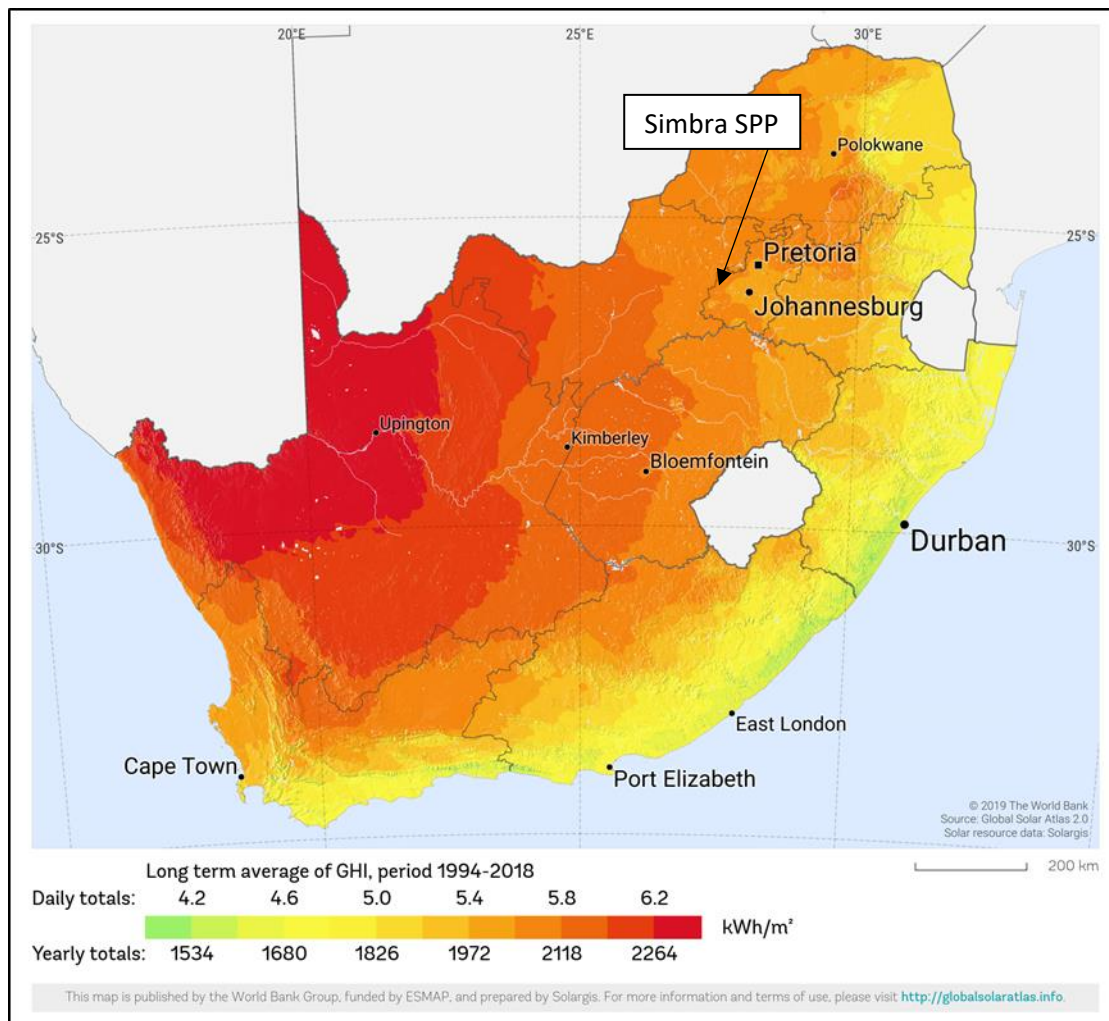 20°E
25°E
30°E
Simbra SPP
Polokwane
25°S
25°S
Pretoria
Johannesburg
Upington
Kimberley
Bloemfontein
30°S
Durban
30°S
East London
Cape Town
Port Elizabeth
© 2019 The World Bank
Source: Global Solar Atlas 2.0
Solar resource data: Solargis
Long term average of GHI, period 1994-2018
200 km
Daily totals: 4.2 4.6 5.0 5.4 5.8 6.2
kWh/m²
Yearly totals: 1534 1680 1826 1972 2118 2264
This map is published by the World Bank Group, funded by ESMAP, and prepared by Solargis. For more information and terms of use, please visit http://globalsolaratlas.info.